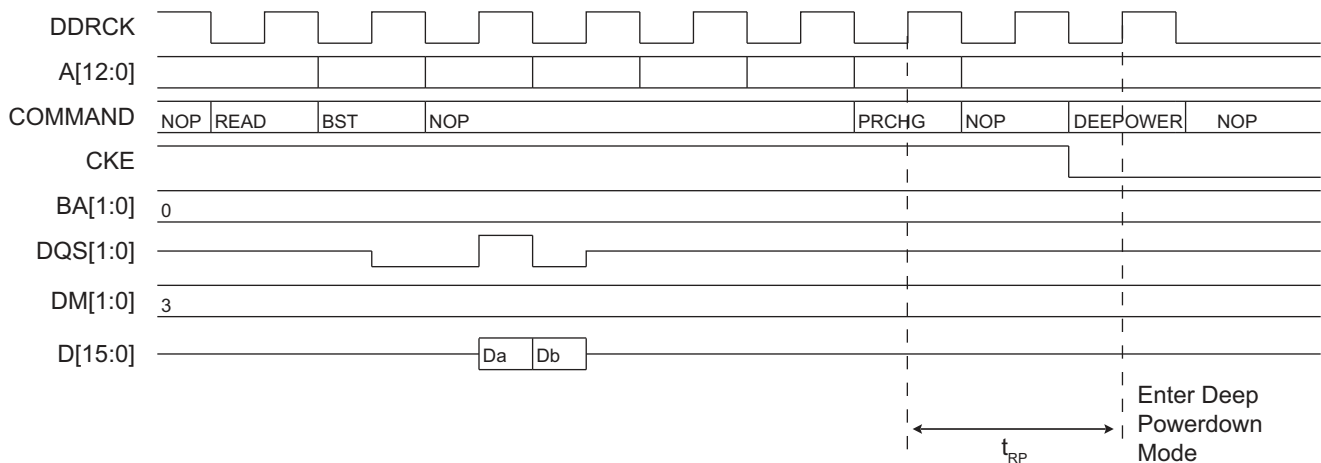 DDRCK
A[12:0]
COMMAND NOP READ BST NOP PRCHG NOP DEEPOWER NOP
CKE
BA[1:0] 0
DQS[1:0]
DM[1:0] 3
D[15:0] Da Db
tRP
Enter Deep
Powerdown
Mode